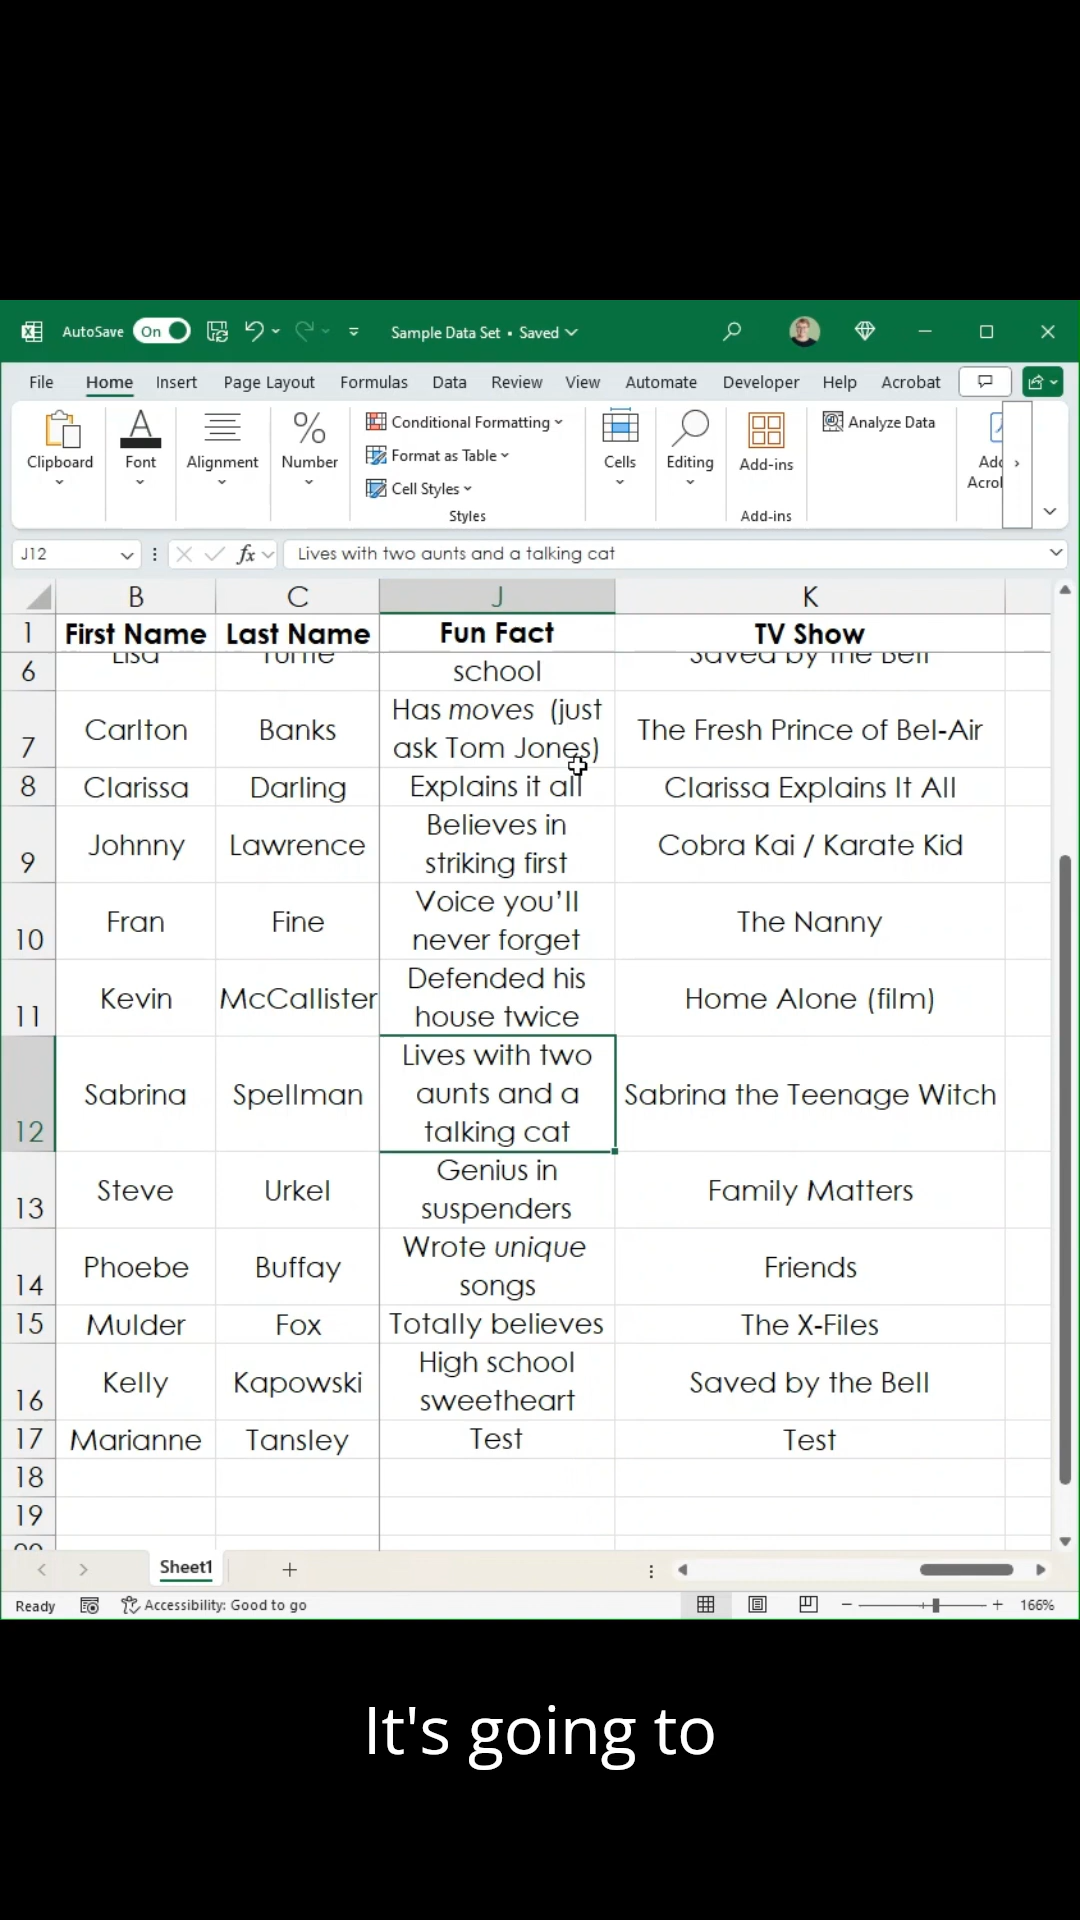 AutoSave On Sample Data Set • Saved
File Home Insert Page Layout Formulas Data Review View Automate Developer Help Acrobat
Clipboard Font Alignment Number Conditional Formatting Format as Table Cell Styles Styles Cells Editing Add-ins Add-ins Analyze Data
J12 fx Lives with two aunts and a talking cat
B C J K
1 First Name Last Name Fun Fact TV Show
6 Lisa Turtle school Saved by the Bell
7 Carlton Banks Has moves (just ask Tom Jones) The Fresh Prince of Bel-Air
8 Clarissa Darling Explains it all Clarissa Explains It All
9 Johnny Lawrence Believes in striking first Cobra Kai / Karate Kid
10 Fran Fine Voice you'll never forget The Nanny
11 Kevin McCallister Defended his house twice Home Alone (film)
12 Sabrina Spellman Lives with two aunts and a talking cat Sabrina the Teenage Witch
13 Steve Urkel Genius in suspenders Family Matters
14 Phoebe Buffay Wrote unique songs Friends
15 Mulder Fox Totally believes The X-Files
16 Kelly Kapowski High school sweetheart Saved by the Bell
17 Marianne Tansley Test Test
18
19
Sheet1
Ready Accessibility: Good to go 166%
It's going to